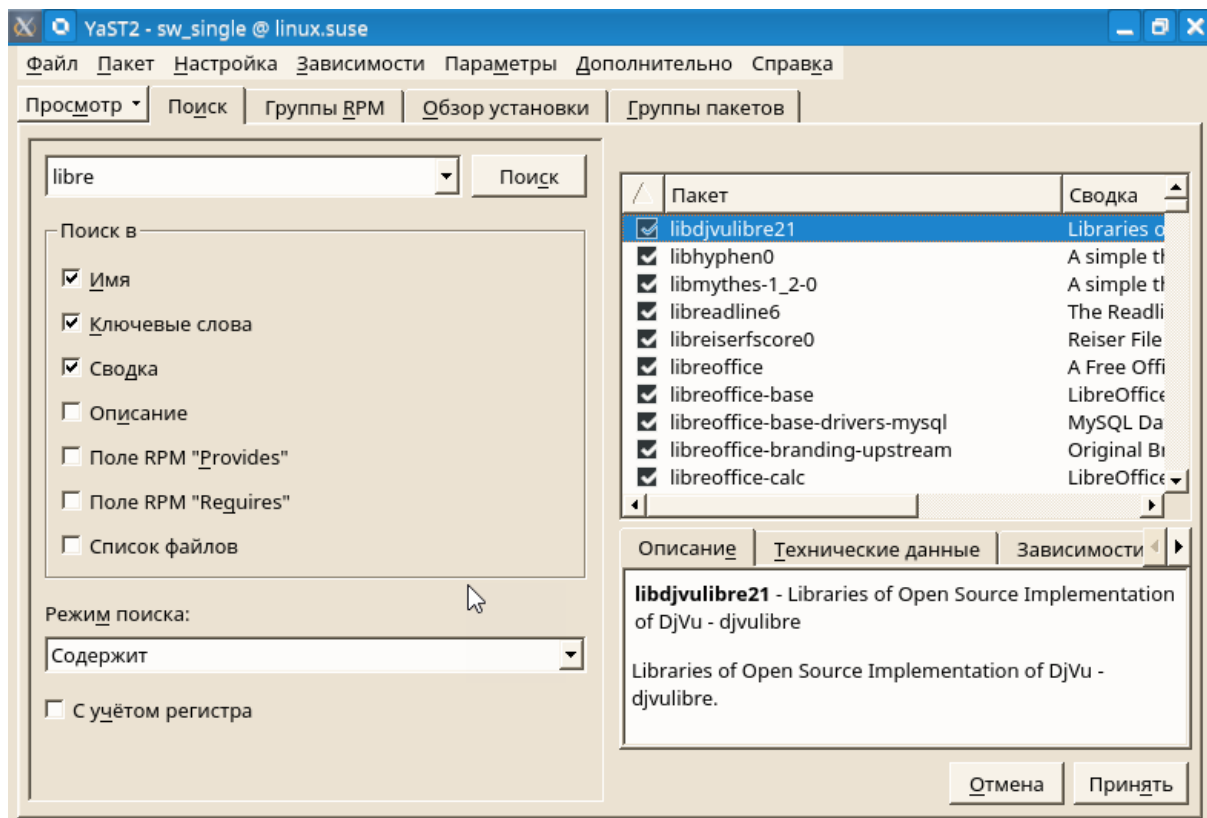 YaST2 - sw_single @ linux.suse
Файл Пакет Настройка Зависимости Параметры Дополнительно Справка
Просмотр Поиск Группы RPM Обзор установки Группы пакетов
libre Поиск
Поиск в
Имя
Ключевые слова
Сводка
Описание
Поле RPM "Provides"
Поле RPM "Requires"
Список файлов
Режим поиска:
Содержит
С учётом регистра
Пакет Сводка
libdjvulibre21 Libraries o
libhyphen0 A simple th
libmythes-1_2-0 A simple th
libreadline6 The Readli
libreiserfscore0 Reiser File
libreoffice A Free Offi
libreoffice-base LibreOffice
libreoffice-base-drivers-mysql MySQL Da
libreoffice-branding-upstream Original Br
libreoffice-calc LibreOffice
Описание Технические данные Зависимости
libdjvulibre21 - Libraries of Open Source Implementation
of DjVu - djvulibre
Libraries of Open Source Implementation of DjVu -
djvulibre.
Отмена Принять